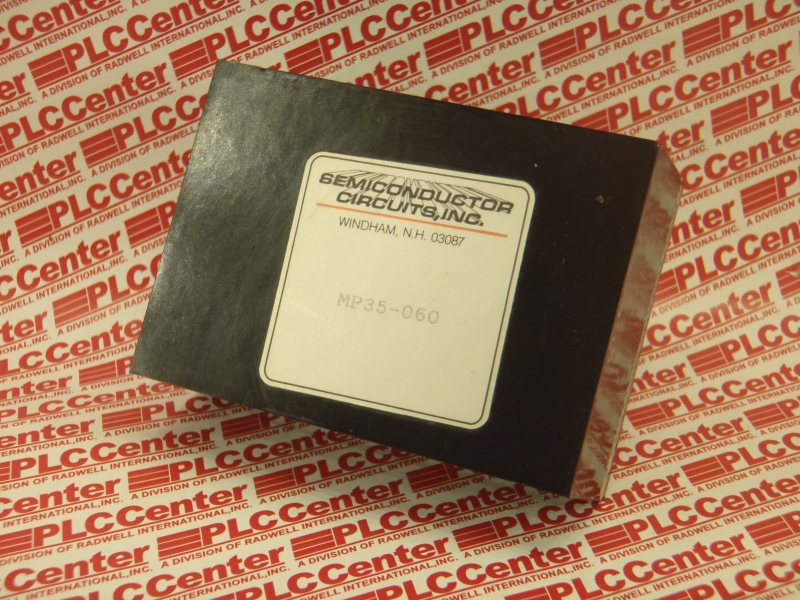 SEMICONDUCTOR
CIRCUITS, INC.
WINDHAM, N.H. 03087
MP35-060
PLCCenter
A DIVISION OF RADWELL INTERNATIONAL, INC.